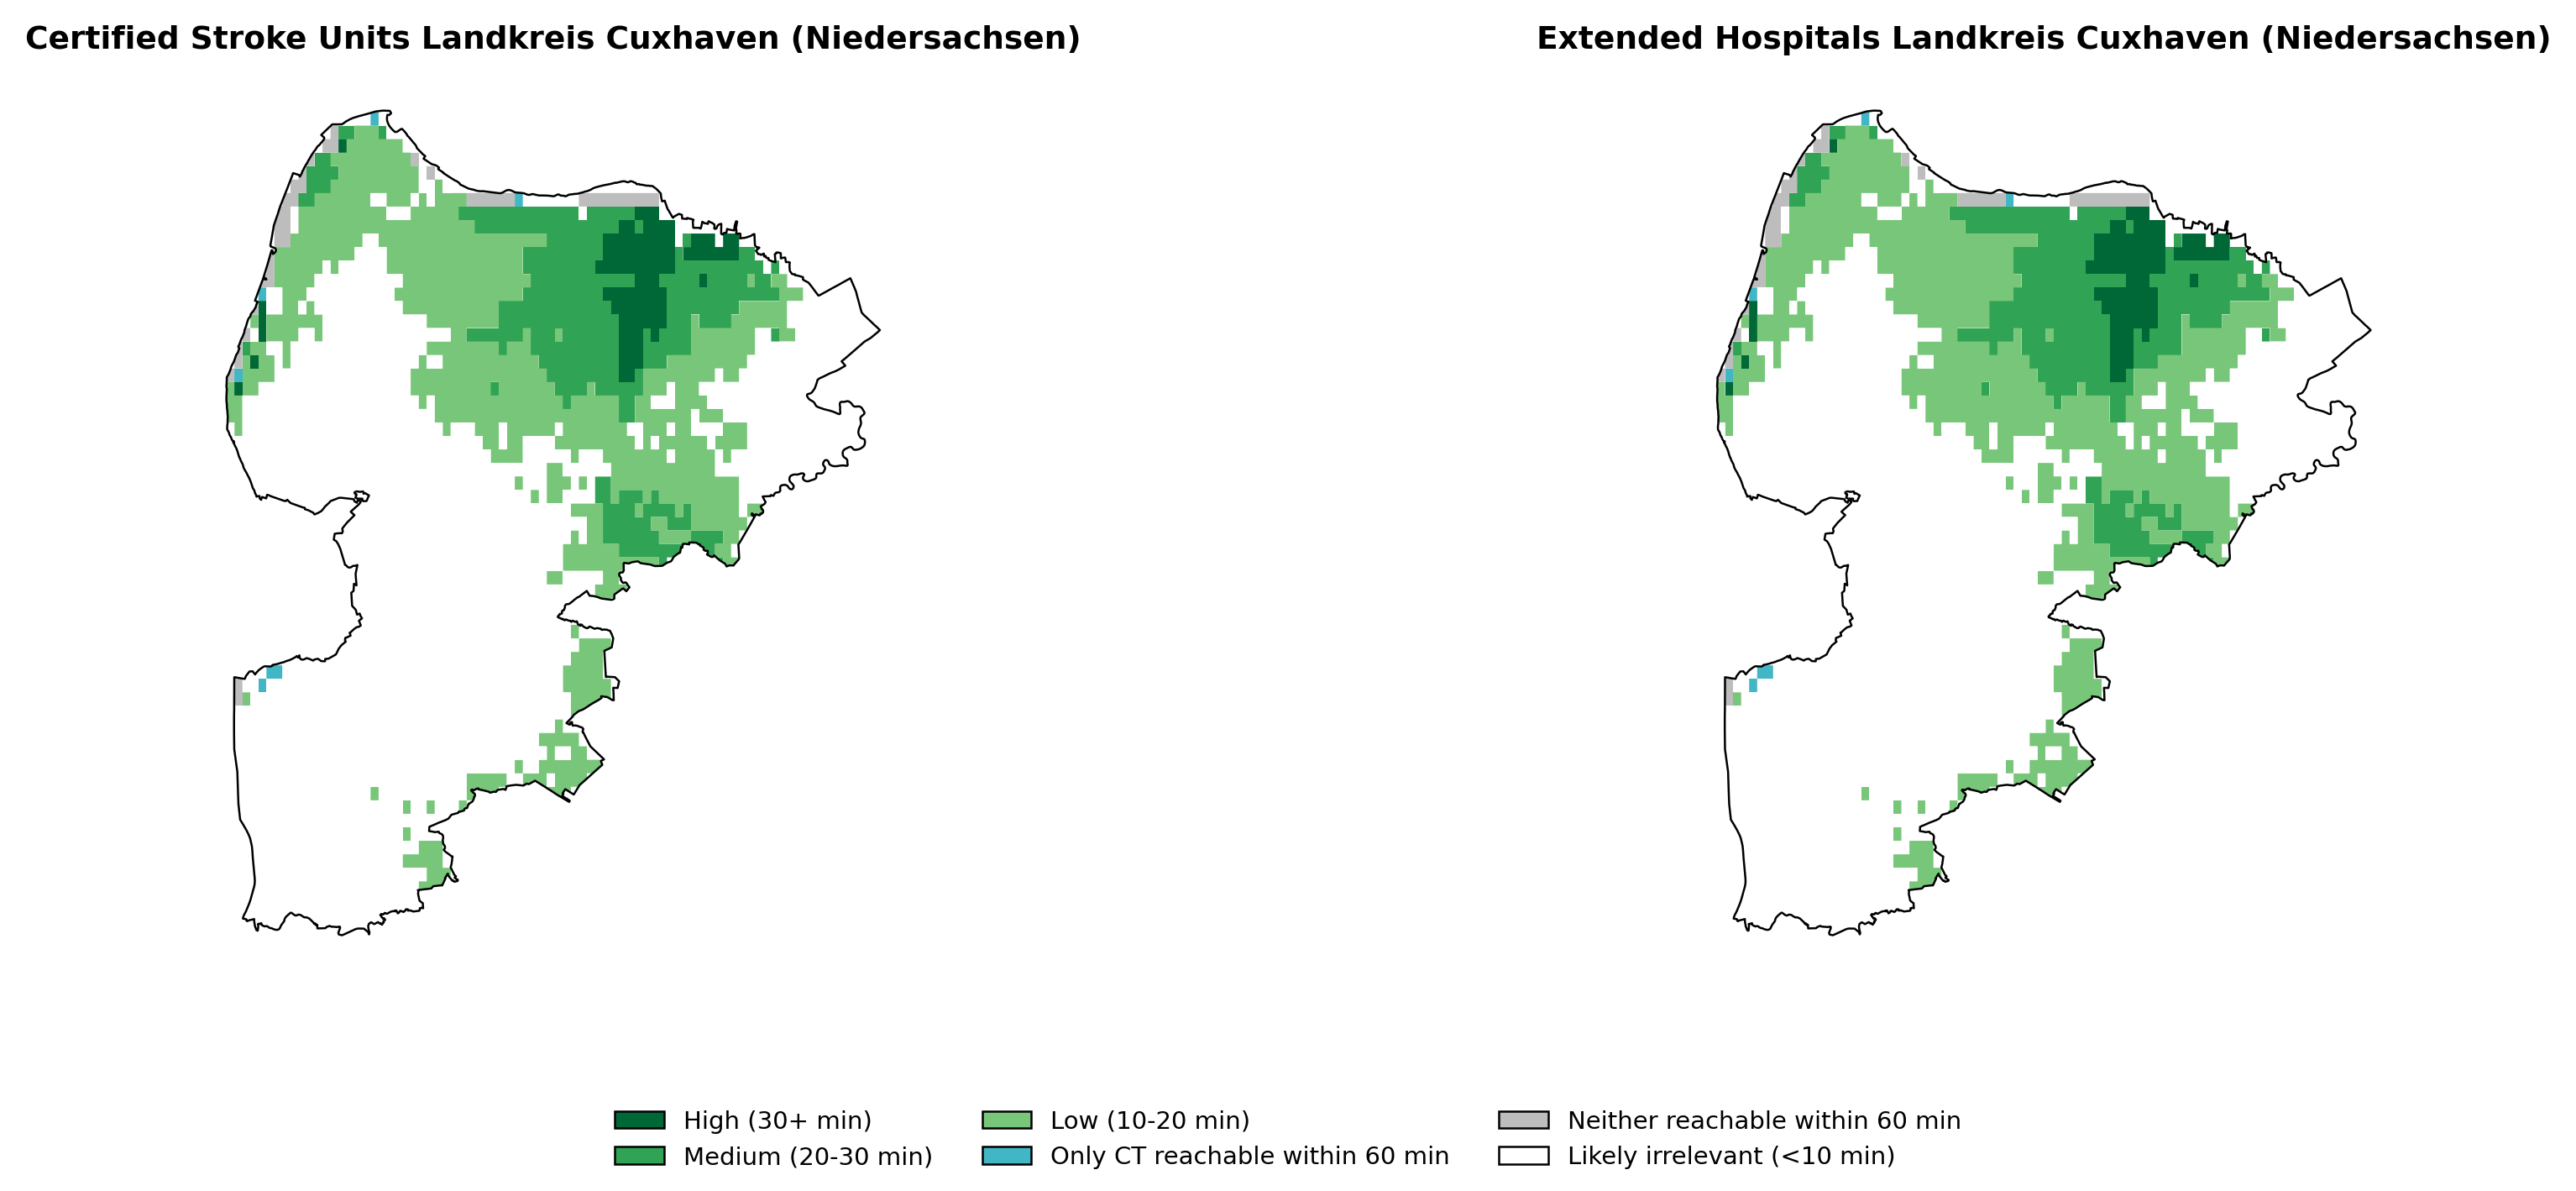 Certified Stroke Units Landkreis Cuxhaven (Niedersachsen)
Extended Hospitals Landkreis Cuxhaven (Niedersachsen)
High (30+ min)
Medium (20-30 min)
Low (10-20 min)
Only CT reachable within 60 min
Neither reachable within 60 min
Likely irrelevant (<10 min)